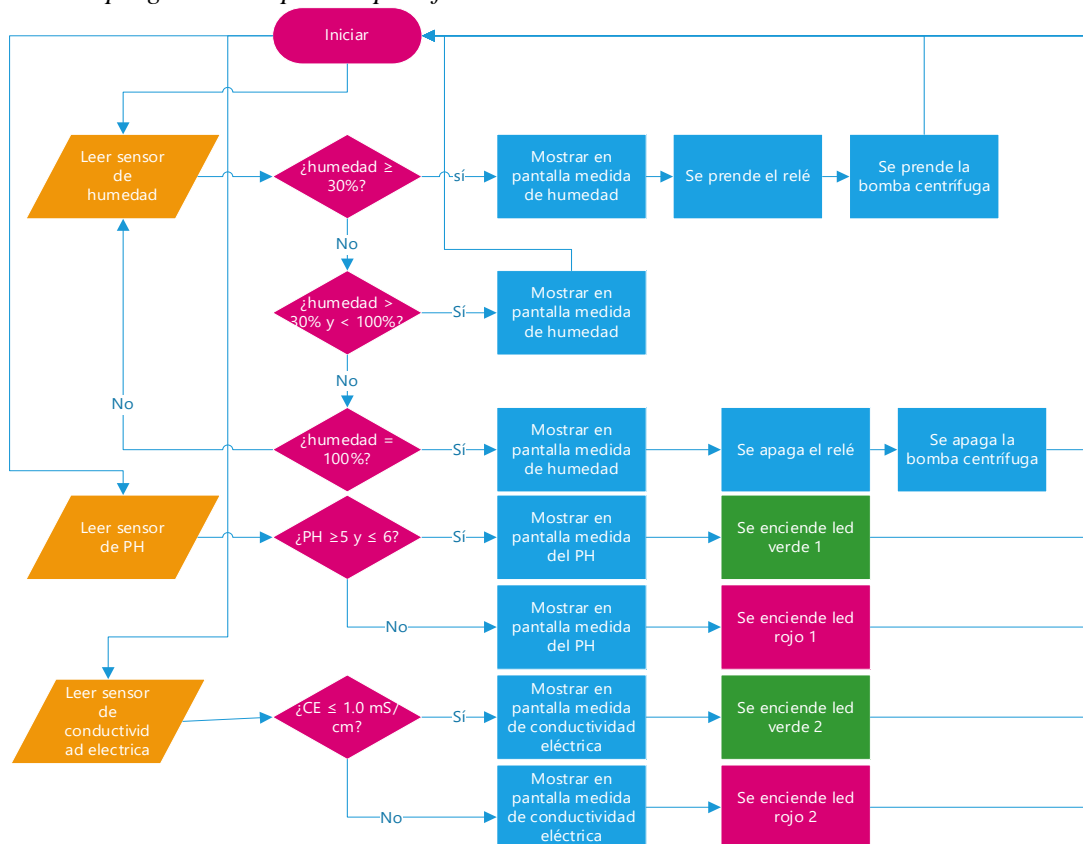 Iniciar
Leer sensor
de
humedad
¿humedad ≥
30%?
sí
Mostrar en
pantalla medida
de humedad
Se prende el relé
Se prende la
bomba centrífuga
No
¿humedad >
30% y < 100%?
Sí
Mostrar en
pantalla medida
de humedad
No
No
¿humedad =
100%?
Sí
Mostrar en
pantalla medida
de humedad
Se apaga el relé
Se apaga la
bomba centrífuga
Leer sensor
de PH
¿PH ≥5 y ≤ 6?
Sí
Mostrar en
pantalla medida
del PH
Se enciende led
verde 1
No
Mostrar en
pantalla medida
del PH
Se enciende led
rojo 1
Leer sensor
de
conductivid
ad electrica
¿CE ≤ 1.0 mS/
cm?
Sí
Mostrar en
pantalla medida
de conductividad
eléctrica
Se enciende led
verde 2
No
Mostrar en
pantalla medida
de conductividad
eléctrica
Se enciende led
rojo 2